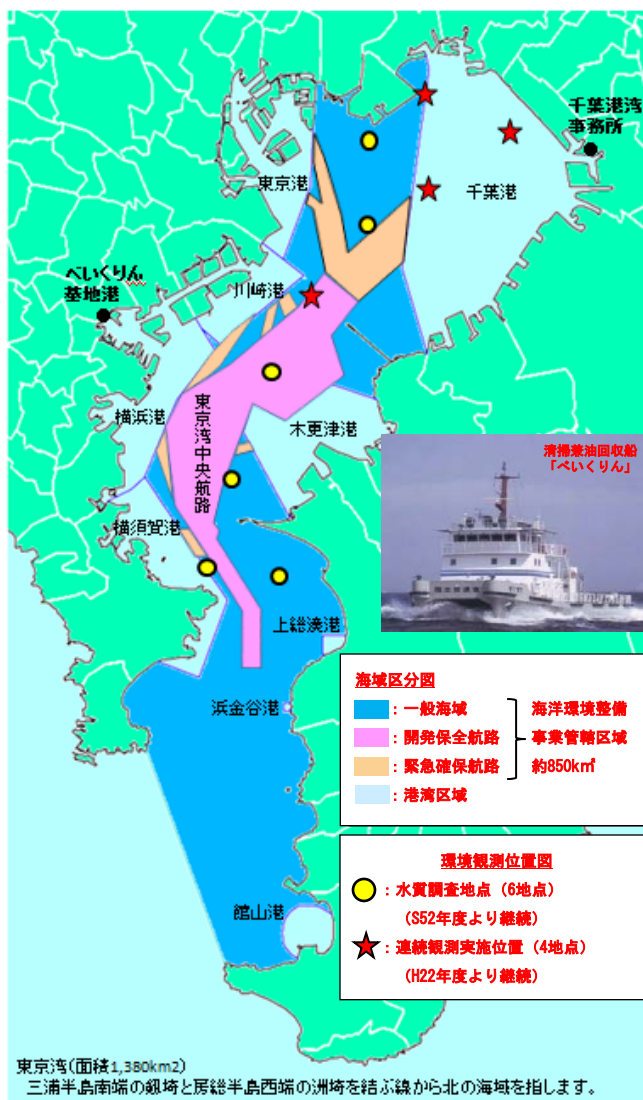 千葉港湾
事務所
東京港
千葉港
べいくりん
基地港
川崎港
横浜港
東京湾中央航路
木更津港
清掃兼油回収船
「べいくりん」
横須賀港
上総湊港
浜金谷港
海域区分図
：一般海域
：開発保全航路
：緊急確保航路
：港湾区域
海洋環境整備
事業管轄区域
約850k㎡
環境観測位置図
：水質調査地点（6地点）
（S52年度より継続）
：連続観測実施位置（4地点）
（H22年度より継続）
館山港
東京湾(面積1,380km2)
三浦半島南端の剱埼と房総半島西端の洲埼を結ぶ線から北の海域を指します。